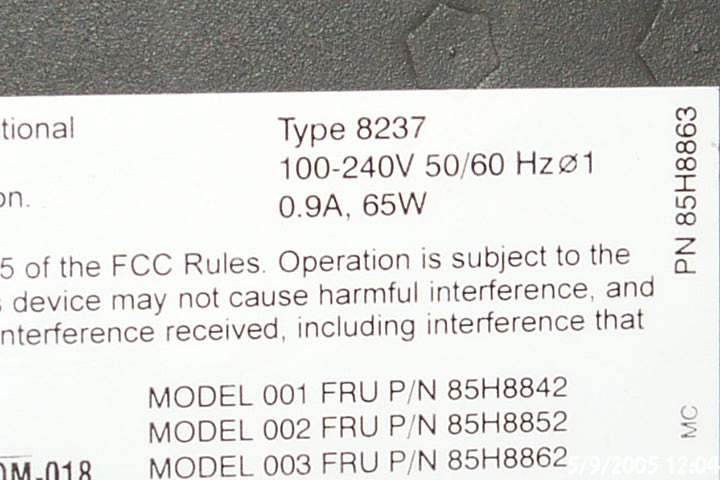 tional
Type 8237
100-240V 50/60 Hz ⌀1
on.
0.9A, 65W
5 of the FCC Rules. Operation is subject to the
device may not cause harmful interference, and
nterference received, including interference that
MODEL 001 FRU P/N 85H8842
MODEL 002 FRU P/N 85H8852
MODEL 003 FRU P/N 85H8862
OM-018
PN 85H8863
MC
5/9/2005 12:04